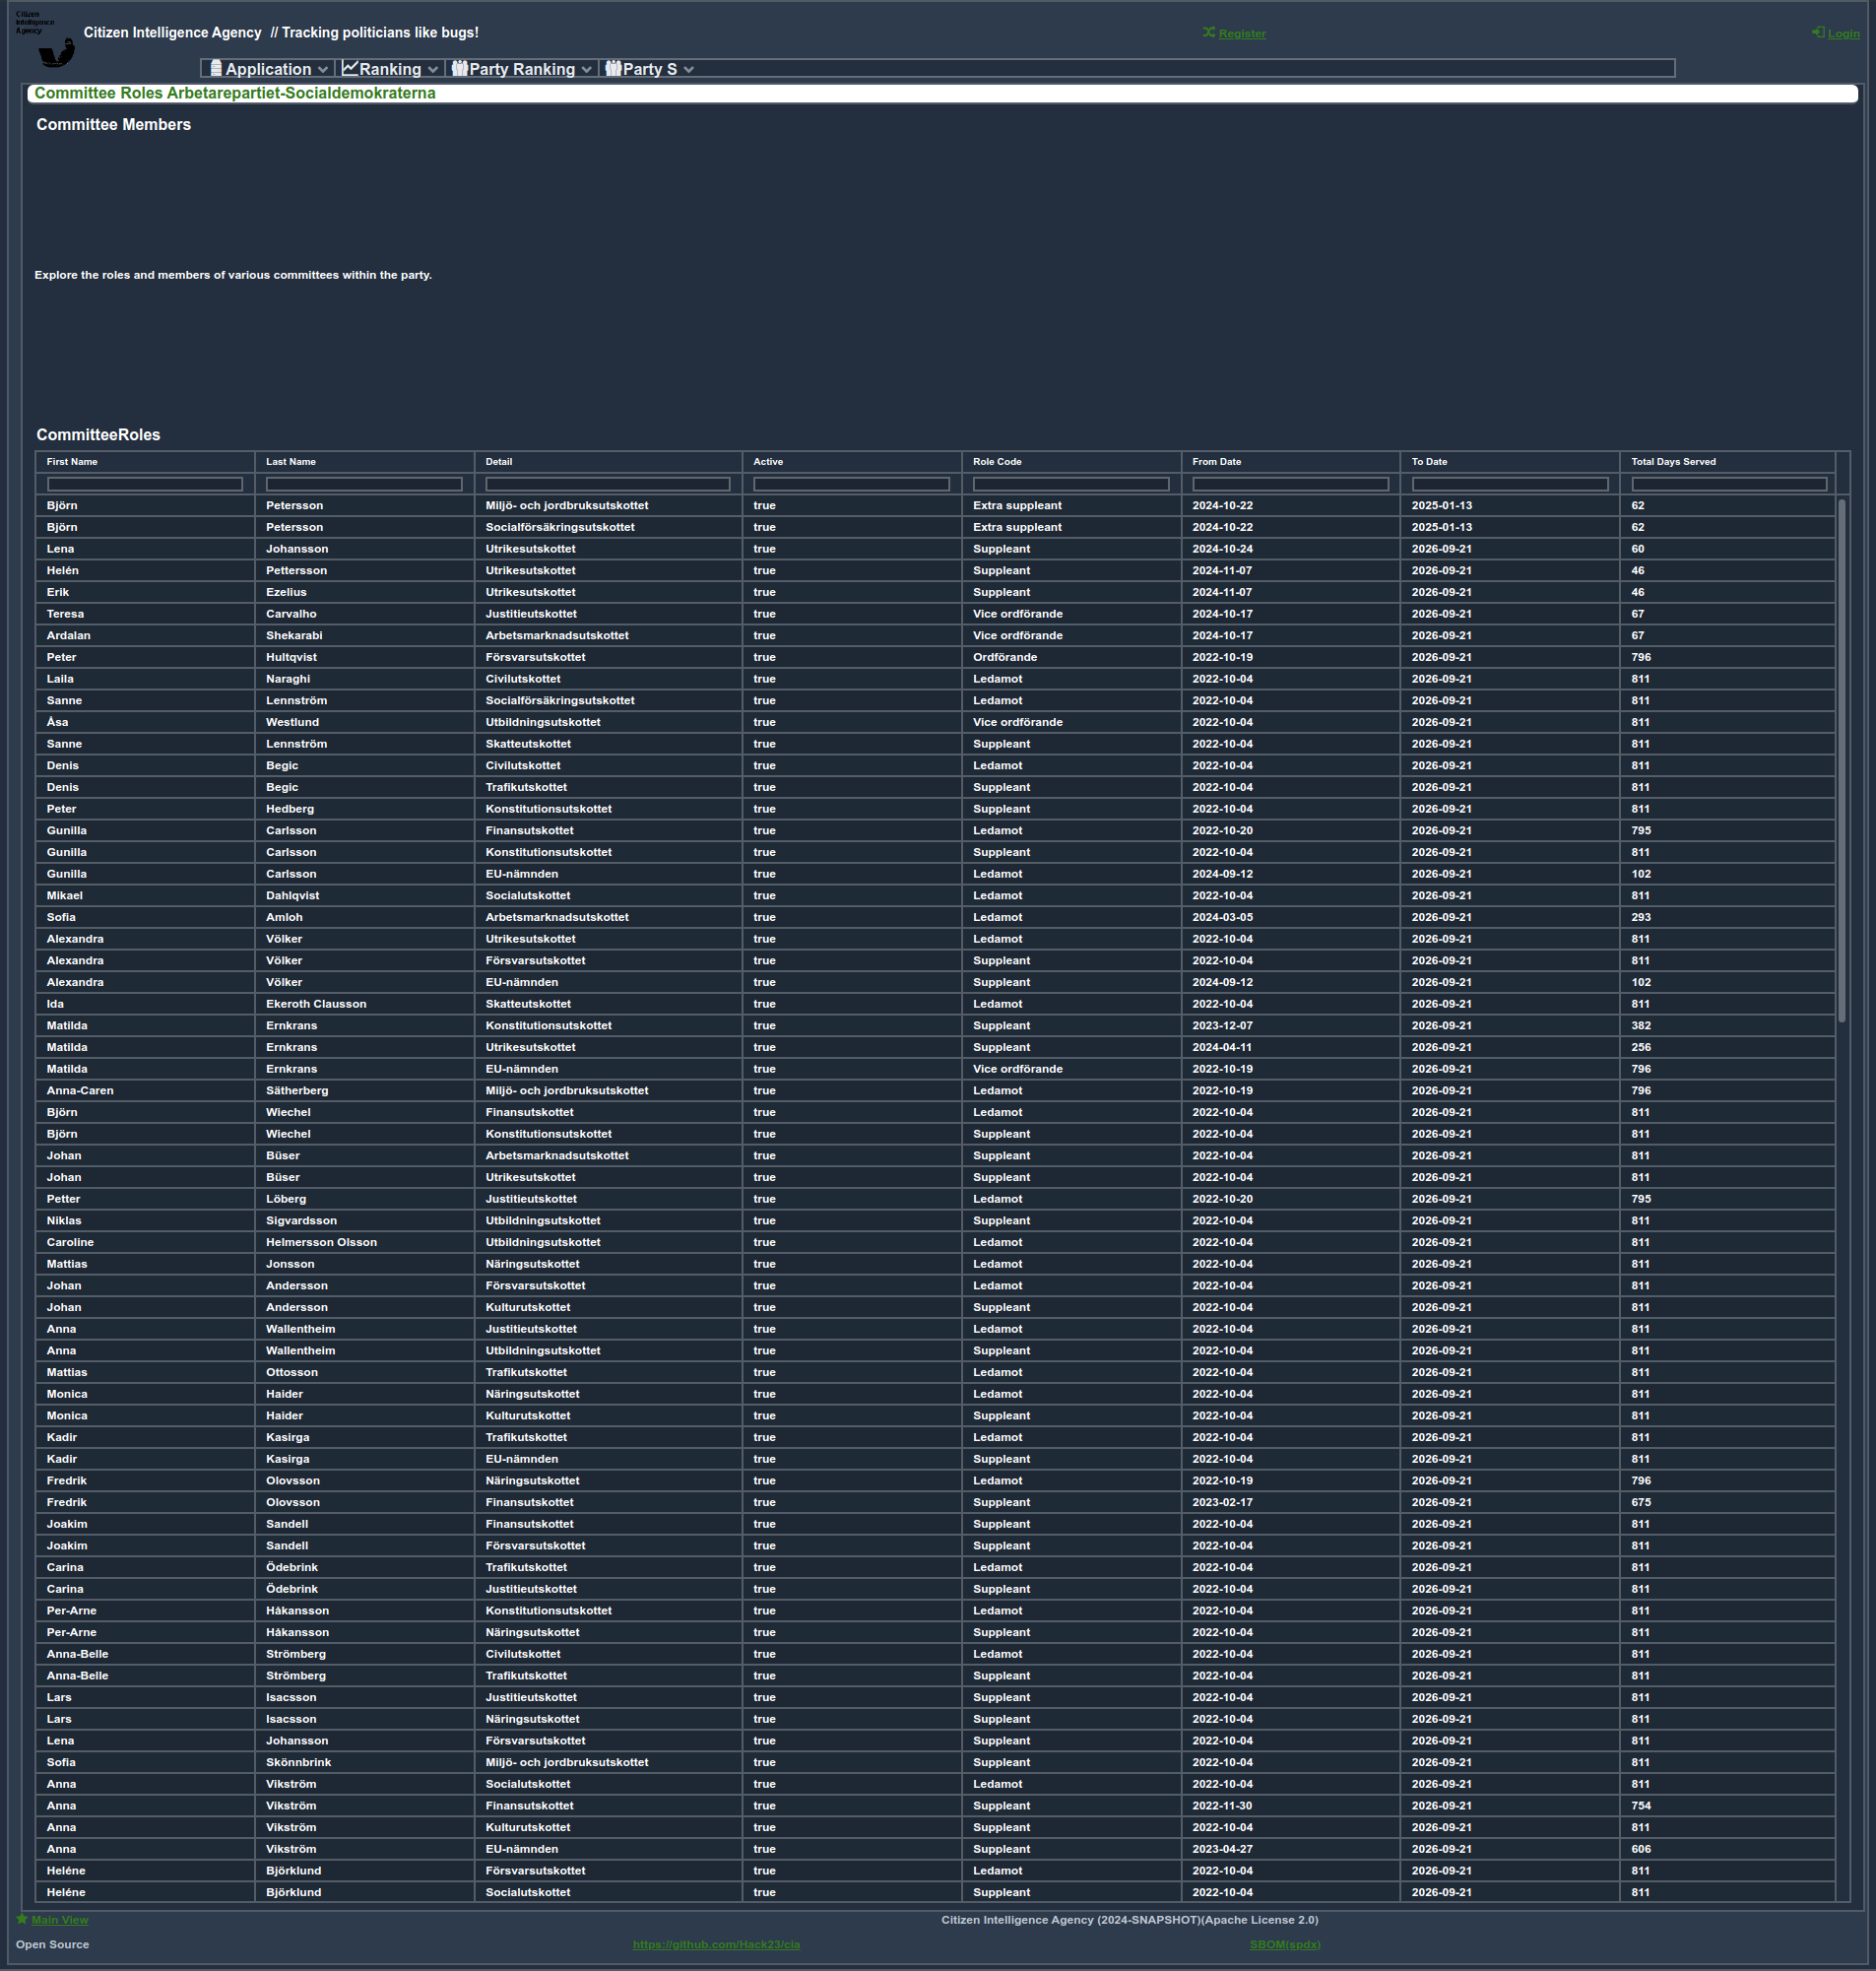 Citizen
Intelligence
Agency
Citizen Intelligence Agency // Tracking politicians like bugs!
Register
Login
Application Ranking Party Ranking Party S
Committee Roles Arbetarepartiet-Socialdemokraterna
Committee Members
Explore the roles and members of various committees within the party.
CommitteeRoles
First Name Last Name Detail Active Role Code From Date To Date Total Days Served
Björn Petersson Miljö- och jordbruksutskottet true Extra suppleant 2024-10-22 2025-01-13 62
Björn Petersson Socialförsäkringsutskottet true Extra suppleant 2024-10-22 2025-01-13 62
Lena Johansson Utrikesutskottet true Suppleant 2024-10-24 2026-09-21 60
Helén Pettersson Utrikesutskottet true Suppleant 2024-11-07 2026-09-21 46
Erik Ezelius Utrikesutskottet true Suppleant 2024-11-07 2026-09-21 46
Teresa Carvalho Justitieutskottet true Vice ordförande 2024-10-17 2026-09-21 67
Ardalan Shekarabi Arbetsmarknadsutskottet true Vice ordförande 2024-10-17 2026-09-21 67
Peter Hultqvist Försvarsutskottet true Ordförande 2022-10-19 2026-09-21 796
Laila Naraghi Civilutskottet true Ledamot 2022-10-04 2026-09-21 811
Sanne Lennström Socialförsäkringsutskottet true Ledamot 2022-10-04 2026-09-21 811
Åsa Westlund Utbildningsutskottet true Vice ordförande 2022-10-04 2026-09-21 811
Sanne Lennström Skatteutskottet true Suppleant 2022-10-04 2026-09-21 811
Denis Begic Civilutskottet true Ledamot 2022-10-04 2026-09-21 811
Denis Begic Trafikutskottet true Suppleant 2022-10-04 2026-09-21 811
Peter Hedberg Konstitutionsutskottet true Suppleant 2022-10-04 2026-09-21 811
Gunilla Carlsson Finansutskottet true Ledamot 2022-10-20 2026-09-21 795
Gunilla Carlsson Konstitutionsutskottet true Suppleant 2022-10-04 2026-09-21 811
Gunilla Carlsson EU-nämnden true Ledamot 2024-09-12 2026-09-21 102
Mikael Dahlqvist Socialutskottet true Ledamot 2022-10-04 2026-09-21 811
Sofia Amloh Arbetsmarknadsutskottet true Ledamot 2024-03-05 2026-09-21 293
Alexandra Völker Utrikesutskottet true Ledamot 2022-10-04 2026-09-21 811
Alexandra Völker Försvarsutskottet true Suppleant 2022-10-04 2026-09-21 811
Alexandra Völker EU-nämnden true Suppleant 2024-09-12 2026-09-21 102
Ida Ekeroth Clausson Skatteutskottet true Ledamot 2022-10-04 2026-09-21 811
Matilda Ernkrans Konstitutionsutskottet true Suppleant 2023-12-07 2026-09-21 382
Matilda Ernkrans Utrikesutskottet true Suppleant 2024-04-11 2026-09-21 256
Matilda Ernkrans EU-nämnden true Vice ordförande 2022-10-19 2026-09-21 796
Anna-Caren Sätherberg Miljö- och jordbruksutskottet true Ledamot 2022-10-19 2026-09-21 796
Björn Wiechel Finansutskottet true Ledamot 2022-10-04 2026-09-21 811
Björn Wiechel Konstitutionsutskottet true Suppleant 2022-10-04 2026-09-21 811
Johan Büser Arbetsmarknadsutskottet true Suppleant 2022-10-04 2026-09-21 811
Johan Büser Utrikesutskottet true Suppleant 2022-10-04 2026-09-21 811
Petter Löberg Justitieutskottet true Ledamot 2022-10-20 2026-09-21 795
Niklas Sigvardsson Utbildningsutskottet true Suppleant 2022-10-04 2026-09-21 811
Caroline Helmersson Olsson Utbildningsutskottet true Ledamot 2022-10-04 2026-09-21 811
Mattias Jonsson Näringsutskottet true Ledamot 2022-10-04 2026-09-21 811
Johan Andersson Försvarsutskottet true Ledamot 2022-10-04 2026-09-21 811
Johan Andersson Kulturutskottet true Suppleant 2022-10-04 2026-09-21 811
Anna Wallentheim Justitieutskottet true Ledamot 2022-10-04 2026-09-21 811
Anna Wallentheim Utbildningsutskottet true Suppleant 2022-10-04 2026-09-21 811
Mattias Ottosson Trafikutskottet true Ledamot 2022-10-04 2026-09-21 811
Monica Haider Näringsutskottet true Ledamot 2022-10-04 2026-09-21 811
Monica Haider Kulturutskottet true Suppleant 2022-10-04 2026-09-21 811
Kadir Kasirga Trafikutskottet true Ledamot 2022-10-04 2026-09-21 811
Kadir Kasirga EU-nämnden true Suppleant 2022-10-04 2026-09-21 811
Fredrik Olovsson Näringsutskottet true Ledamot 2022-10-19 2026-09-21 796
Fredrik Olovsson Finansutskottet true Suppleant 2023-02-17 2026-09-21 675
Joakim Sandell Finansutskottet true Suppleant 2022-10-04 2026-09-21 811
Joakim Sandell Försvarsutskottet true Suppleant 2022-10-04 2026-09-21 811
Carina Ödebrink Trafikutskottet true Ledamot 2022-10-04 2026-09-21 811
Carina Ödebrink Justitieutskottet true Suppleant 2022-10-04 2026-09-21 811
Per-Arne Håkansson Konstitutionsutskottet true Ledamot 2022-10-04 2026-09-21 811
Per-Arne Håkansson Näringsutskottet true Suppleant 2022-10-04 2026-09-21 811
Anna-Belle Strömberg Civilutskottet true Ledamot 2022-10-04 2026-09-21 811
Anna-Belle Strömberg Trafikutskottet true Suppleant 2022-10-04 2026-09-21 811
Lars Isacsson Justitieutskottet true Suppleant 2022-10-04 2026-09-21 811
Lars Isacsson Näringsutskottet true Suppleant 2022-10-04 2026-09-21 811
Lena Johansson Försvarsutskottet true Suppleant 2022-10-04 2026-09-21 811
Sofia Skönnbrink Miljö- och jordbruksutskottet true Suppleant 2022-10-04 2026-09-21 811
Anna Vikström Socialutskottet true Ledamot 2022-10-04 2026-09-21 811
Anna Vikström Finansutskottet true Suppleant 2022-11-30 2026-09-21 754
Anna Vikström Kulturutskottet true Suppleant 2022-10-04 2026-09-21 811
Anna Vikström EU-nämnden true Suppleant 2023-04-27 2026-09-21 606
Heléne Björklund Försvarsutskottet true Ledamot 2022-10-04 2026-09-21 811
Heléne Björklund Socialutskottet true Suppleant 2022-10-04 2026-09-21 811
Main View
Citizen Intelligence Agency (2024-SNAPSHOT)(Apache License 2.0)
Open Source
https://github.com/Hack23/cia
SBOM(spdx)